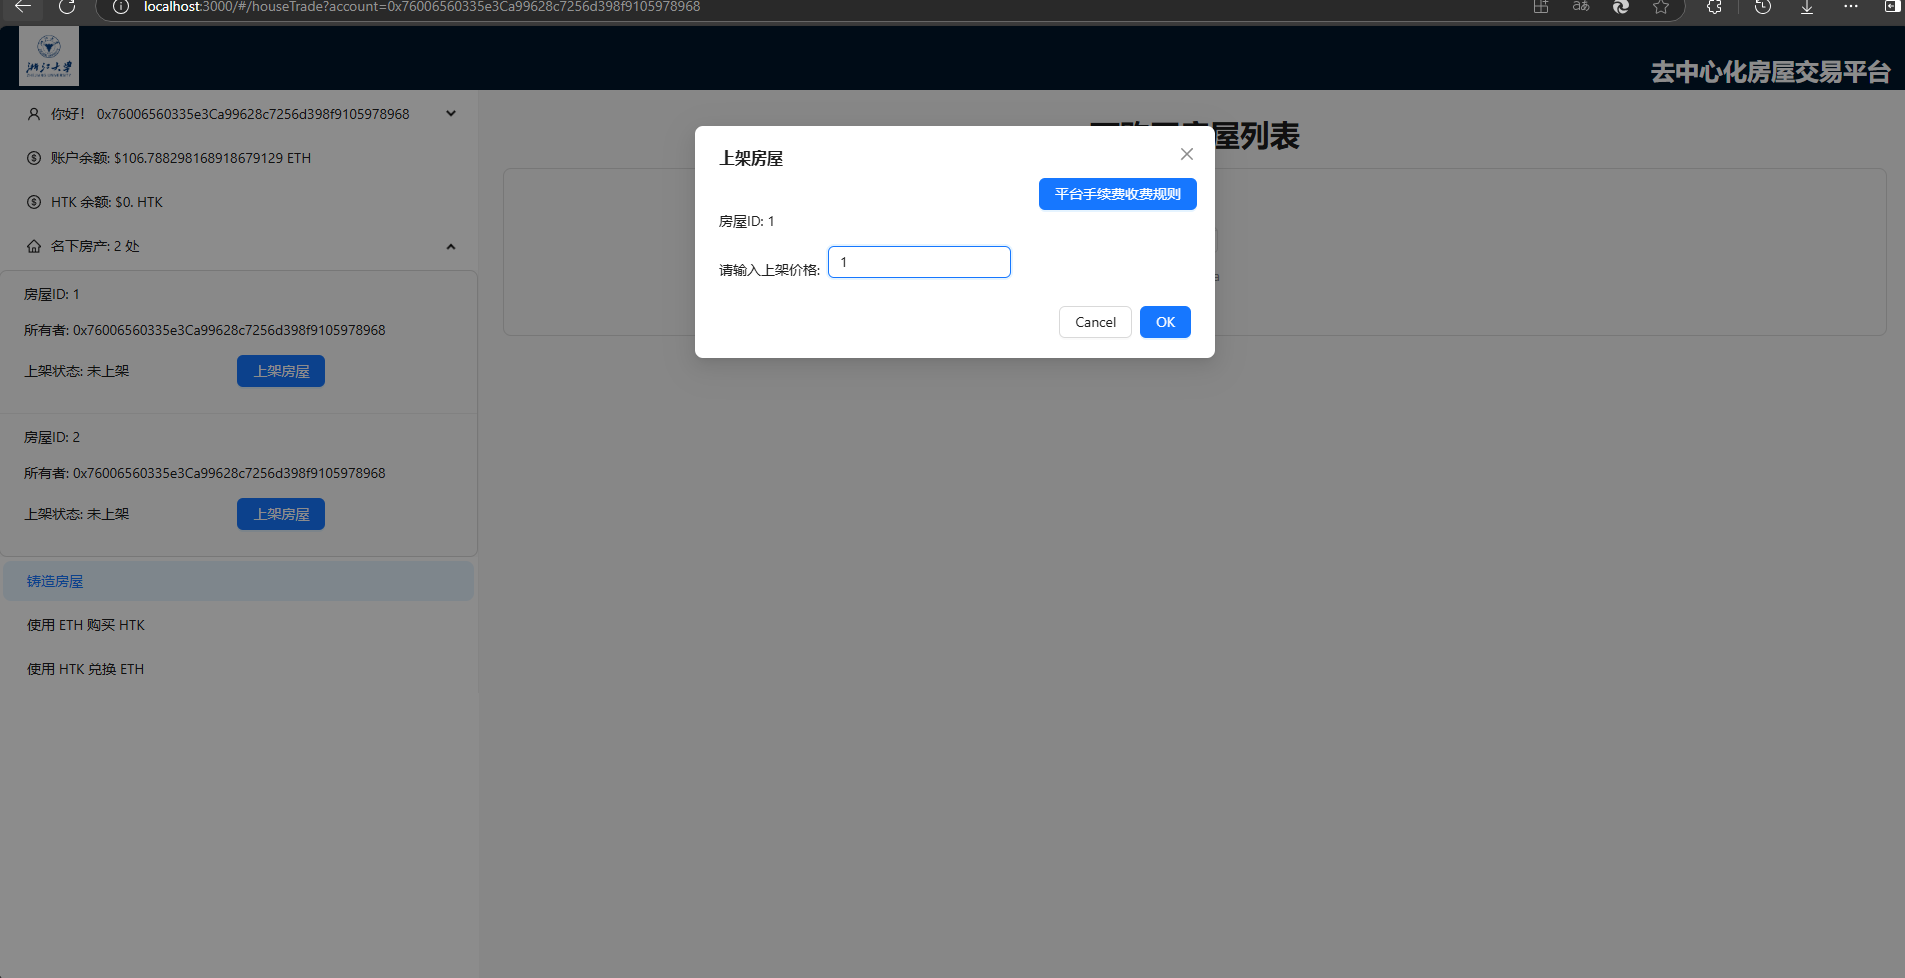 localhost:3000/#/houseTrade?account=0x76006560335e3Ca99628c7256d398f9105978968
浙江大学
去中心化房屋交易平台
你好! 0x76006560335e3Ca99628c7256d398f9105978968
账户余额: $106.788298168918679129 ETH
HTK 余额: $0. HTK
名下房产: 2 处
房屋ID: 1
所有者: 0x76006560335e3Ca99628c7256d398f9105978968
上架状态: 未上架
上架房屋
房屋ID: 2
所有者: 0x76006560335e3Ca99628c7256d398f9105978968
上架状态: 未上架
上架房屋
铸造房屋
使用 ETH 购买 HTK
使用 HTK 兑换 ETH
屋列表
上架房屋
平台手续费收费规则
房屋ID: 1
请输入上架价格: 1
Cancel
OK